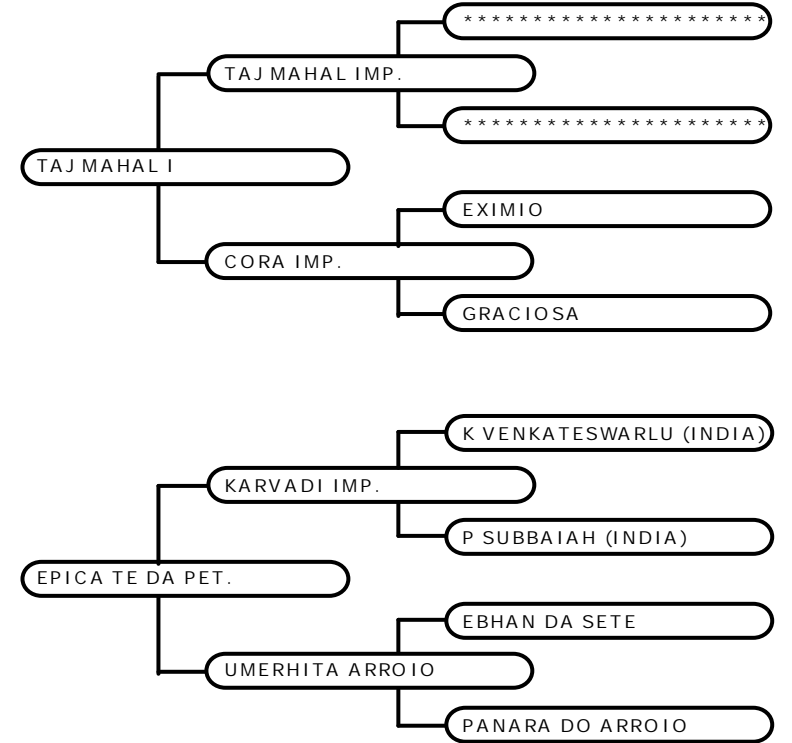 *********************
TAJ MAHAL IMP.
*********************
TAJ MAHAL I
EXIMIO
CORA IMP.
GRACIOSA
K VENKATESWARLU (INDIA)
KARVADI IMP.
P SUBBAIAH (INDIA)
EPICA TE DA PET.
EBHAN DA SETE
UMERHITA ARROIO
PANARA DO ARROIO